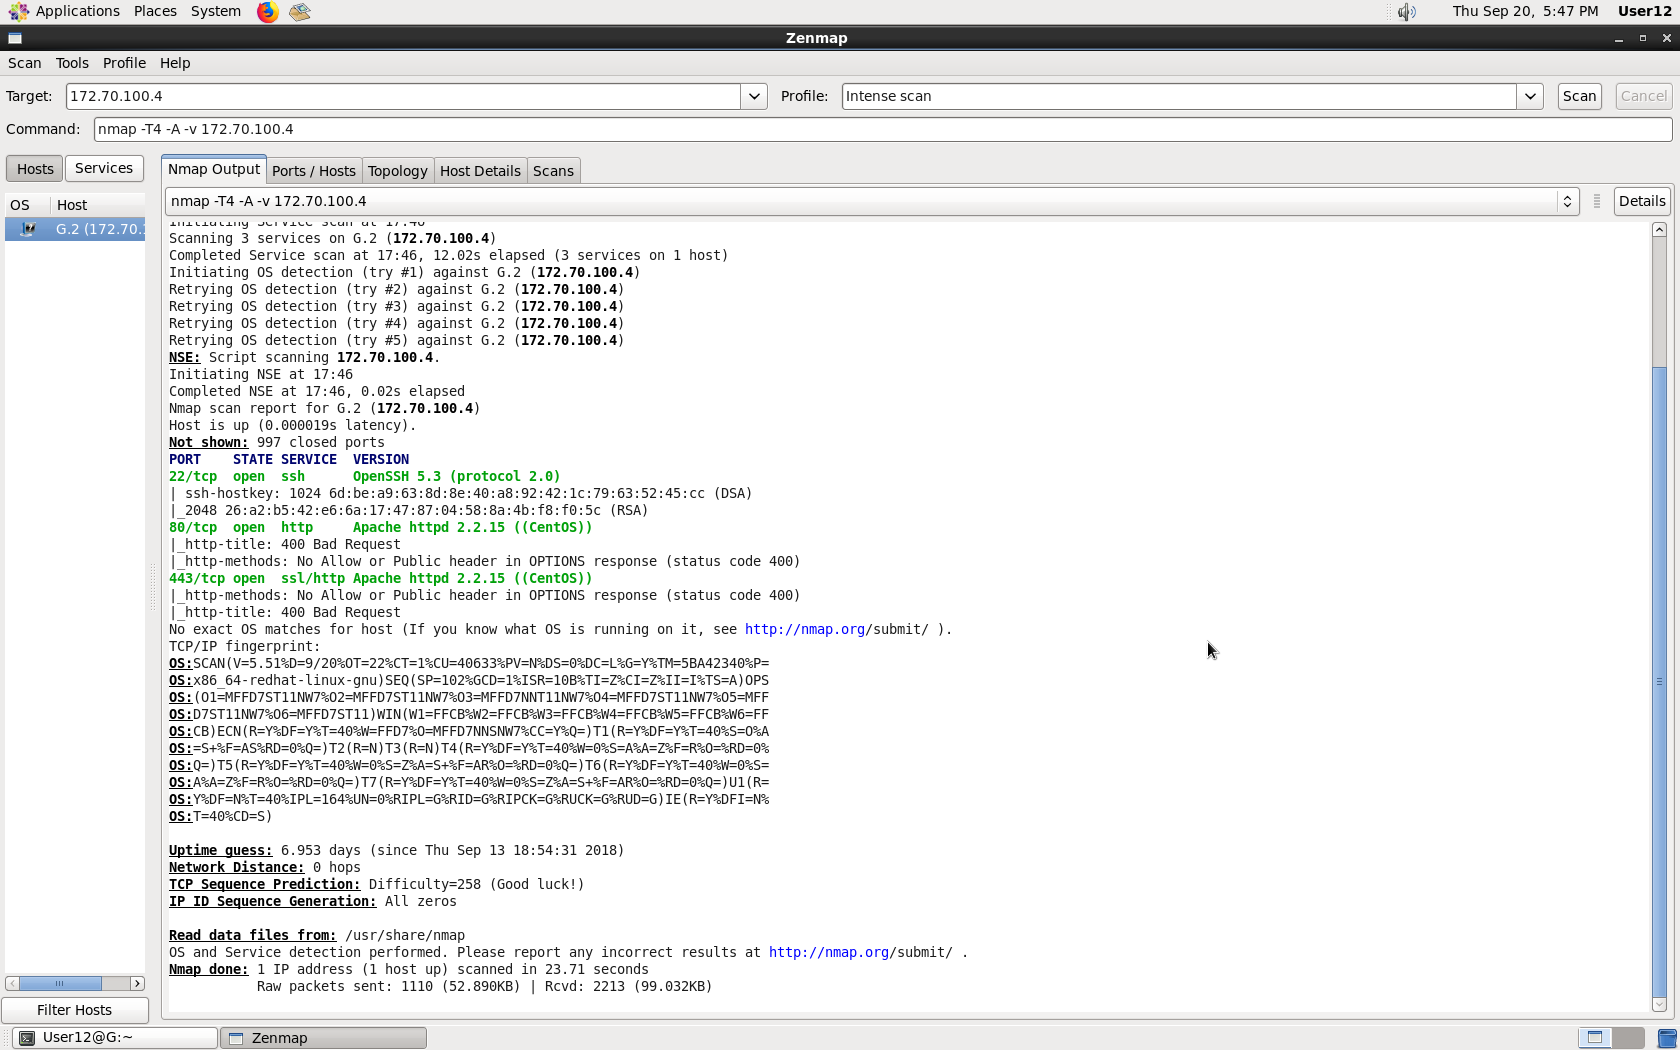 Applications Places System Thu Sep 20, 5:47 PM User12
Zenmap
Scan Tools Profile Help
Target: 172.70.100.4 Profile: Intense scan Scan Cancel
Command: nmap -T4 -A -v 172.70.100.4
Hosts Services
OS Host
G.2 (172.70.
Nmap Output Ports / Hosts Topology Host Details Scans
nmap -T4 -A -v 172.70.100.4 Details
Initiating Service scan at 17:46
Scanning 3 services on G.2 (172.70.100.4)
Completed Service scan at 17:46, 12.02s elapsed (3 services on 1 host)
Initiating OS detection (try #1) against G.2 (172.70.100.4)
Retrying OS detection (try #2) against G.2 (172.70.100.4)
Retrying OS detection (try #3) against G.2 (172.70.100.4)
Retrying OS detection (try #4) against G.2 (172.70.100.4)
Retrying OS detection (try #5) against G.2 (172.70.100.4)
NSE: Script scanning 172.70.100.4.
Initiating NSE at 17:46
Completed NSE at 17:46, 0.02s elapsed
Nmap scan report for G.2 (172.70.100.4)
Host is up (0.000019s latency).
Not shown: 997 closed ports
PORT    STATE SERVICE  VERSION
22/tcp  open  ssh      OpenSSH 5.3 (protocol 2.0)
| ssh-hostkey: 1024 6d:be:a9:63:8d:8e:40:a8:92:42:1c:79:63:52:45:cc (DSA)
|_2048 26:a2:b5:42:e6:6a:17:47:87:04:58:8a:4b:f8:f0:5c (RSA)
80/tcp  open  http     Apache httpd 2.2.15 ((CentOS))
|_http-title: 400 Bad Request
|_http-methods: No Allow or Public header in OPTIONS response (status code 400)
443/tcp open  ssl/http Apache httpd 2.2.15 ((CentOS))
|_http-methods: No Allow or Public header in OPTIONS response (status code 400)
|_http-title: 400 Bad Request
No exact OS matches for host (If you know what OS is running on it, see http://nmap.org/submit/ ).
TCP/IP fingerprint:
OS:SCAN(V=5.51%D=9/20%OT=22%CT=1%CU=40633%PV=N%DS=0%DC=L%G=Y%TM=5BA42340%P=
OS:x86_64-redhat-linux-gnu)SEQ(SP=102%GCD=1%ISR=10B%TI=Z%CI=Z%II=I%TS=A)OPS
OS:(O1=MFFD7ST11NW7%O2=MFFD7ST11NW7%O3=MFFD7NNT11NW7%O4=MFFD7ST11NW7%O5=MFF
OS:D7ST11NW7%O6=MFFD7ST11)WIN(W1=FFCB%W2=FFCB%W3=FFCB%W4=FFCB%W5=FFCB%W6=FF
OS:CB)ECN(R=Y%DF=Y%T=40%W=FFD7%O=MFFD7NNSNW7%CC=Y%Q=)T1(R=Y%DF=Y%T=40%S=O%A
OS:=S+%F=AS%RD=0%Q=)T2(R=N)T3(R=N)T4(R=Y%DF=Y%T=40%W=0%S=A%A=Z%F=R%O=%RD=0%
OS:Q=)T5(R=Y%DF=Y%T=40%W=0%S=Z%A=S+%F=AR%O=%RD=0%Q=)T6(R=Y%DF=Y%T=40%W=0%S=
OS:A%A=Z%F=R%O=%RD=0%Q=)T7(R=Y%DF=Y%T=40%W=0%S=Z%A=S+%F=AR%O=%RD=0%Q=)U1(R=
OS:Y%DF=N%T=40%IPL=164%UN=0%RIPL=G%RID=G%RIPCK=G%RUCK=G%RUD=G)IE(R=Y%DFI=N%
OS:T=40%CD=S)
Uptime guess: 6.953 days (since Thu Sep 13 18:54:31 2018)
Network Distance: 0 hops
TCP Sequence Prediction: Difficulty=258 (Good luck!)
IP ID Sequence Generation: All zeros
Read data files from: /usr/share/nmap
OS and Service detection performed. Please report any incorrect results at http://nmap.org/submit/ .
Nmap done: 1 IP address (1 host up) scanned in 23.71 seconds
Raw packets sent: 1110 (52.890KB) | Rcvd: 2213 (99.032KB)
Filter Hosts
User12@G:~ Zenmap